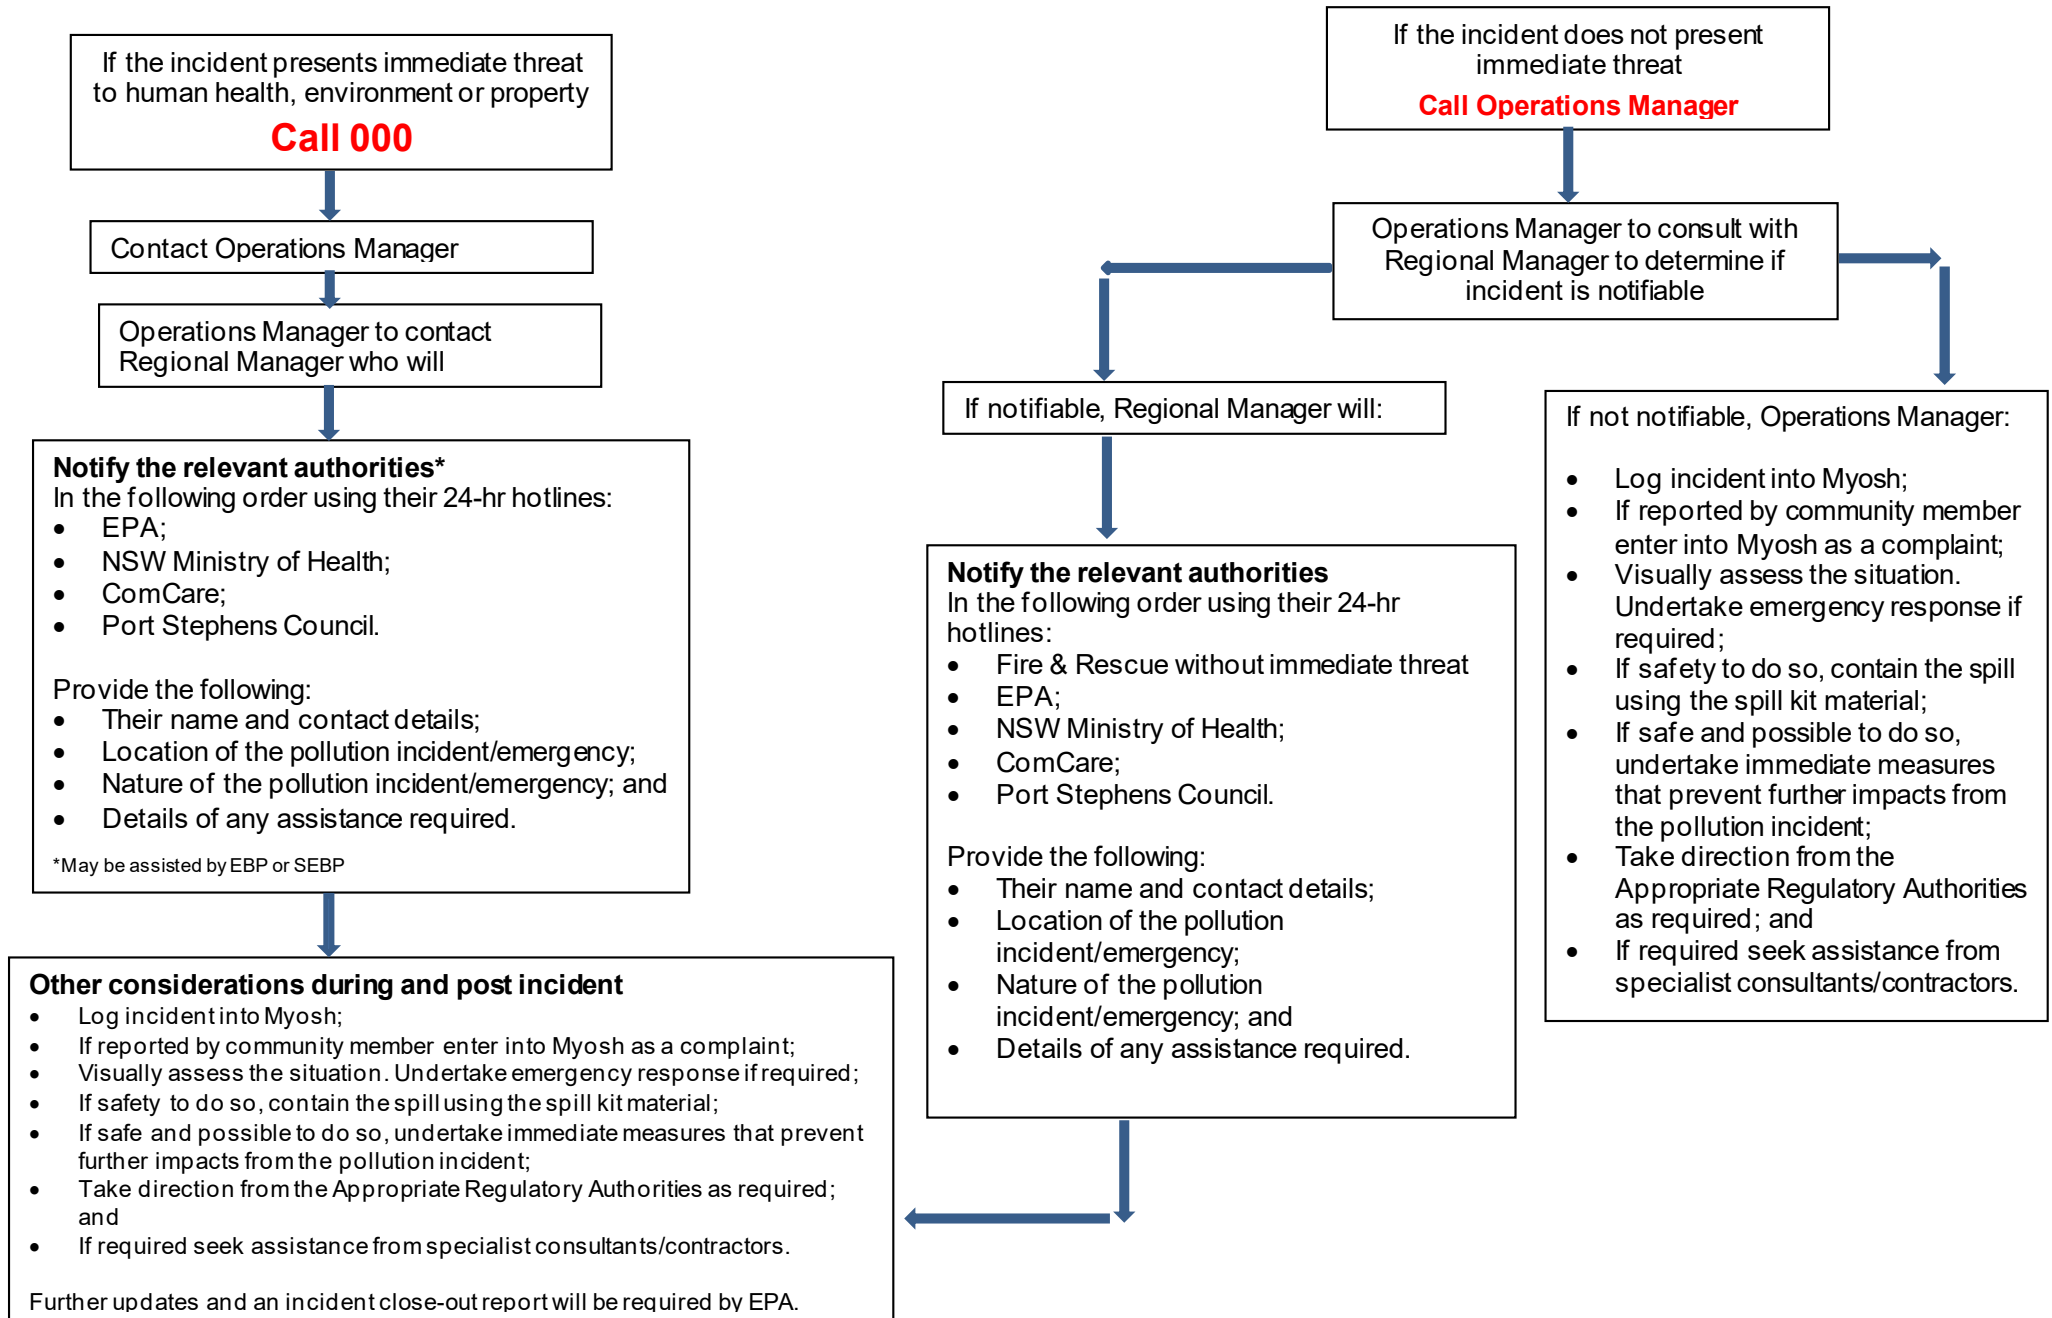 If the incident presents immediate threat
to human health, environment or property
Call 000
Contact Operations Manager
Operations Manager to contact
Regional Manager who will
Notify the relevant authorities*
In the following order using their 24-hr hotlines:
• EPA;
• NSW Ministry of Health;
• ComCare;
• Port Stephens Council.
Provide the following:
• Their name and contact details;
• Location of the pollution incident/emergency;
• Nature of the pollution incident/emergency; and
• Details of any assistance required.
*May be assisted by EBP or SEBP
Other considerations during and post incident
• Log incident into Myosh;
• If reported by community member enter into Myosh as a complaint;
• Visually assess the situation. Undertake emergency response if required;
• If safety to do so, contain the spill using the spill kit material;
• If safe and possible to do so, undertake immediate measures that prevent
further impacts from the pollution incident;
• Take direction from the Appropriate Regulatory Authorities as required;
and
• If required seek assistance from specialist consultants/contractors.
Further updates and an incident close-out report will be required by EPA.
If the incident does not present
immediate threat
Call Operations Manager
Operations Manager to consult with
Regional Manager to determine if
incident is notifiable
If notifiable, Regional Manager will:
Notify the relevant authorities
In the following order using their 24-hr
hotlines:
• Fire & Rescue without immediate threat
• EPA;
• NSW Ministry of Health;
• ComCare;
• Port Stephens Council.
Provide the following:
• Their name and contact details;
• Location of the pollution
incident/emergency;
• Nature of the pollution
incident/emergency; and
• Details of any assistance required.
If not notifiable, Operations Manager:
• Log incident into Myosh;
• If reported by community member
enter into Myosh as a complaint;
• Visually assess the situation.
Undertake emergency response if
required;
• If safety to do so, contain the spill
using the spill kit material;
• If safe and possible to do so,
undertake immediate measures
that prevent further impacts from
the pollution incident;
• Take direction from the
Appropriate Regulatory Authorities
as required; and
• If required seek assistance from
specialist consultants/contractors.